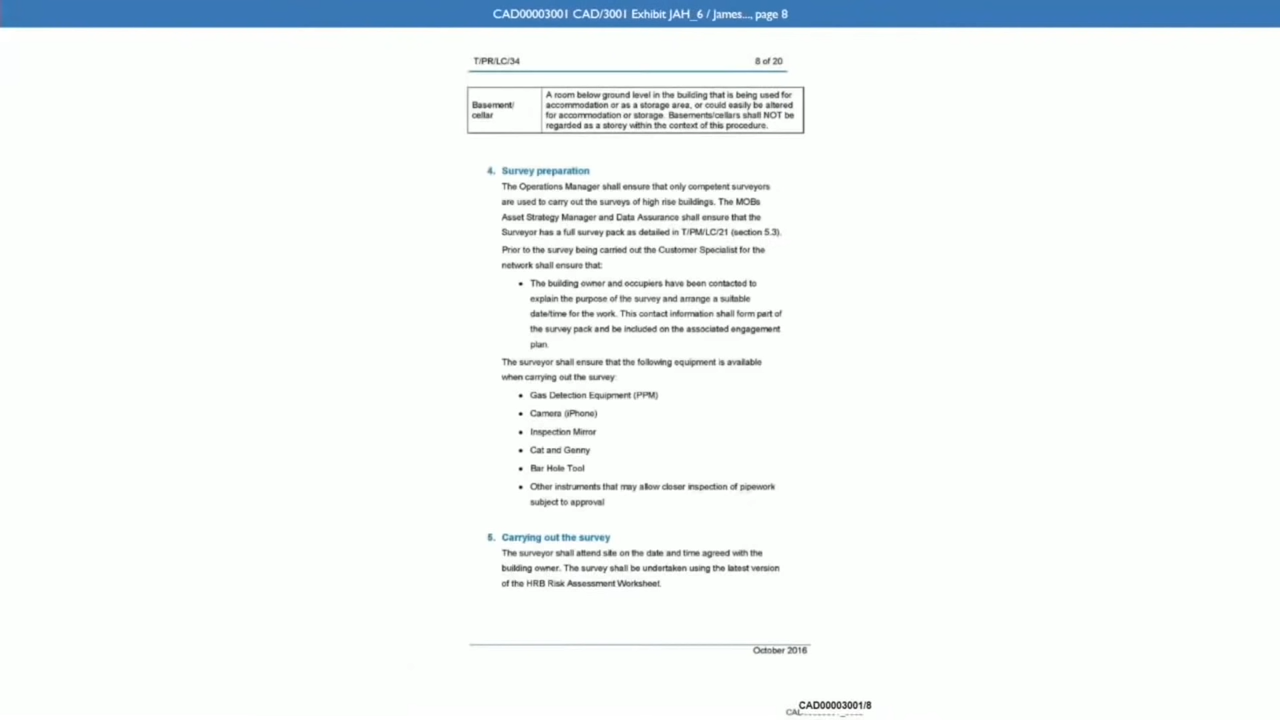 CAD00003001 CAD/3001 Exhibit JAH_6 / James..., page 8
T/PR/LC/34
8 of 20
Basement/
cellar
A room below ground level in the building that is being used for
accommodation or as a storage area, or could easily be altered
for accommodation or storage. Basements/cellars shall NOT be
regarded as a storey within the context of this procedure.
4. Survey preparation
The Operations Manager shall ensure that only competent surveyors
are used to carry out the surveys of high rise buildings. The MOBs
Asset Strategy Manager and Data Assurance shall ensure that the
Surveyor has a full survey pack as detailed in T/PM/LC/21 (section 5.3).
Prior to the survey being carried out the Customer Specialist for the
network shall ensure that:
• The building owner and occupiers have been contacted to
explain the purpose of the survey and arrange a suitable
date/time for the work. This contact information shall form part of
the survey pack and be included on the associated engagement
plan.
The surveyor shall ensure that the following equipment is available
when carrying out the survey:
• Gas Detection Equipment (PPM)
• Camera (iPhone)
• Inspection Mirror
• Cat and Genny
• Bar Hole Tool
• Other instruments that may allow closer inspection of pipework
subject to approval
5. Carrying out the survey
The surveyor shall attend site on the date and time agreed with the
building owner. The survey shall be undertaken using the latest version
of the HRB Risk Assessment Worksheet.
October 2016
CAD00003001/8